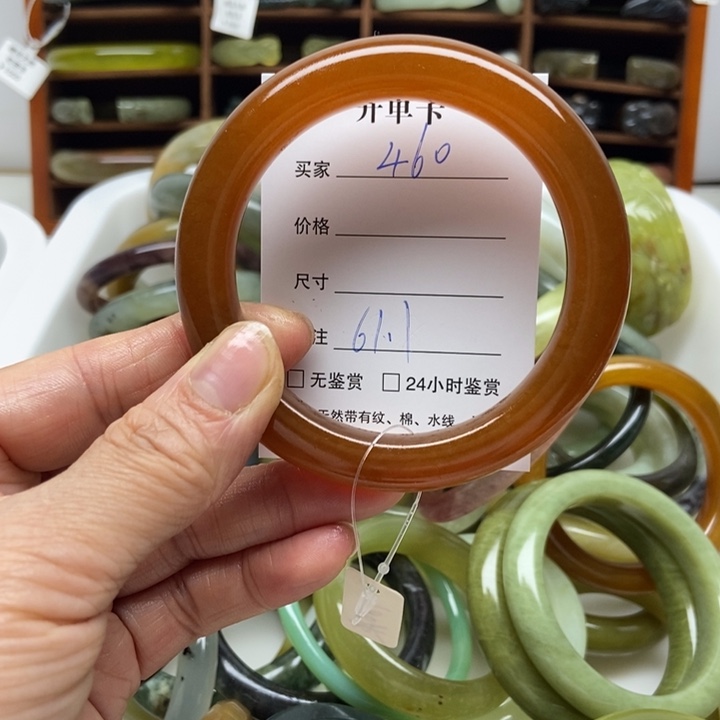 开单卡
买家 460
价格
尺寸
注 61.1
无鉴赏 24小时鉴赏
天然带有纹、棉、水线